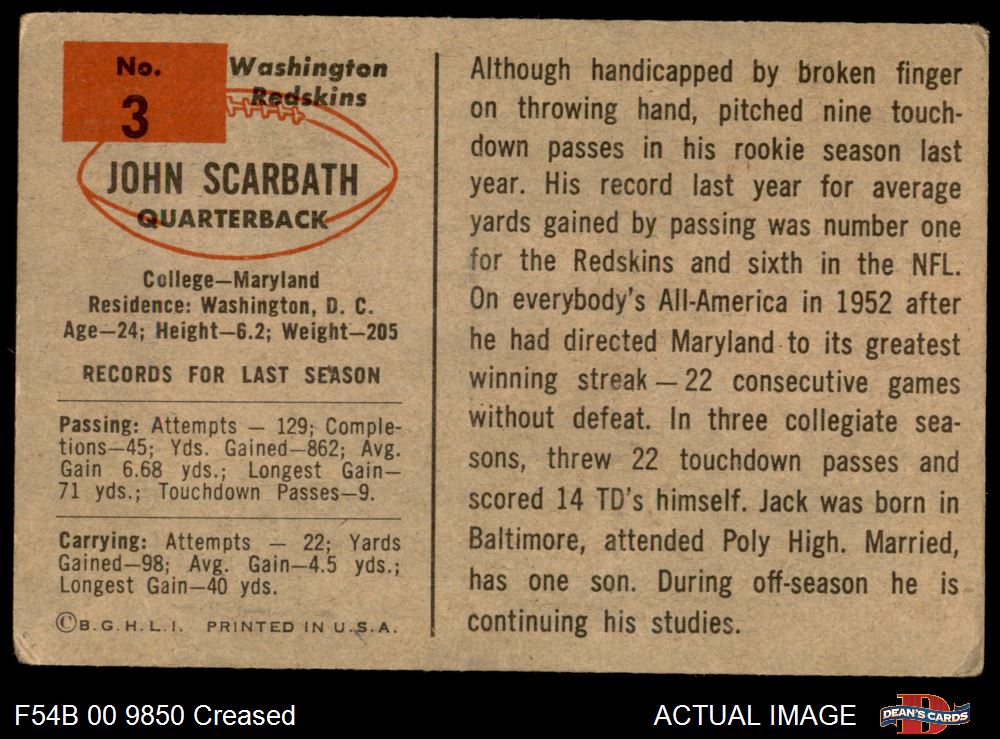 No.
3
Washington
Redskins
JOHN SCARBATH
QUARTERBACK
College—Maryland
Residence: Washington, D. C.
Age—24; Height—6.2; Weight—205
RECORDS FOR LAST SEASON
Passing: Attempts — 129; Comple-
tions—45; Yds. Gained—862; Avg.
Gain 6.68 yds.; Longest Gain—
71 yds.; Touchdown Passes—9.
Carrying: Attempts — 22; Yards
Gained—98; Avg. Gain—4.5 yds.;
Longest Gain—40 yds.
©B.G.H.L.I. PRINTED IN U.S.A.
Although handicapped by broken finger
on throwing hand, pitched nine touch-
down passes in his rookie season last
year. His record last year for average
yards gained by passing was number one
for the Redskins and sixth in the NFL.
On everybody's All-America in 1952 after
he had directed Maryland to its greatest
winning streak — 22 consecutive games
without defeat. In three collegiate sea-
sons, threw 22 touchdown passes and
scored 14 TD's himself. Jack was born in
Baltimore, attended Poly High. Married,
has one son. During off-season he is
continuing his studies.
F54B 00 9850 Creased
ACTUAL IMAGE
D
DEAN'S CARDS